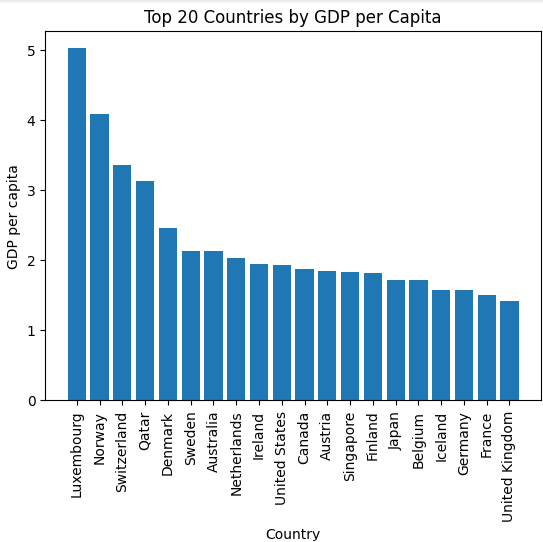 Top 20 Countries by GDP per Capita
GDP per capita
5
4
3
2
1
0
Luxembourg
Norway
Switzerland
Qatar
Denmark
Sweden
Australia
Netherlands
Ireland
United States
Canada
Austria
Singapore
Finland
Japan
Belgium
Iceland
Germany
France
United Kingdom
Country